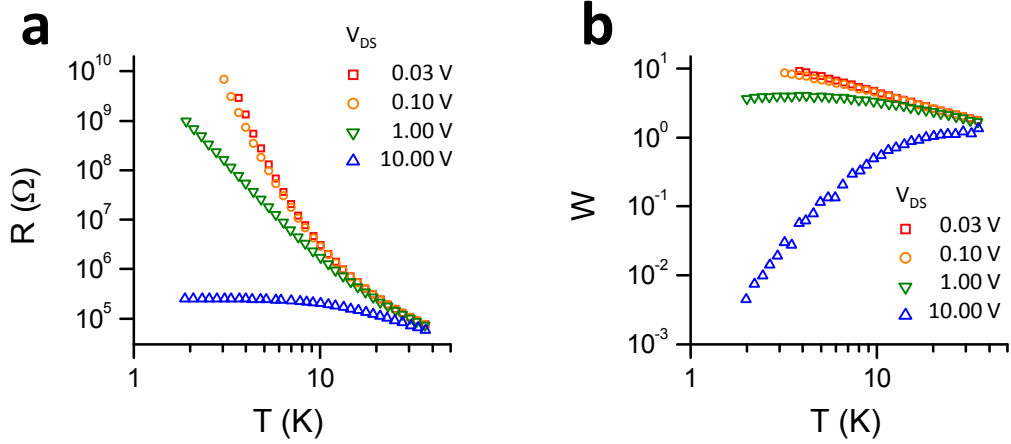 a
V_DS
0.03 V
0.10 V
1.00 V
10.00 V
10^10
10^9
10^8
10^7
10^6
10^5
R (Ω)
1
10
T (K)
b
10^1
10^0
10^-1
10^-2
10^-3
W
V_DS
0.03 V
0.10 V
1.00 V
10.00 V
1
10
T (K)